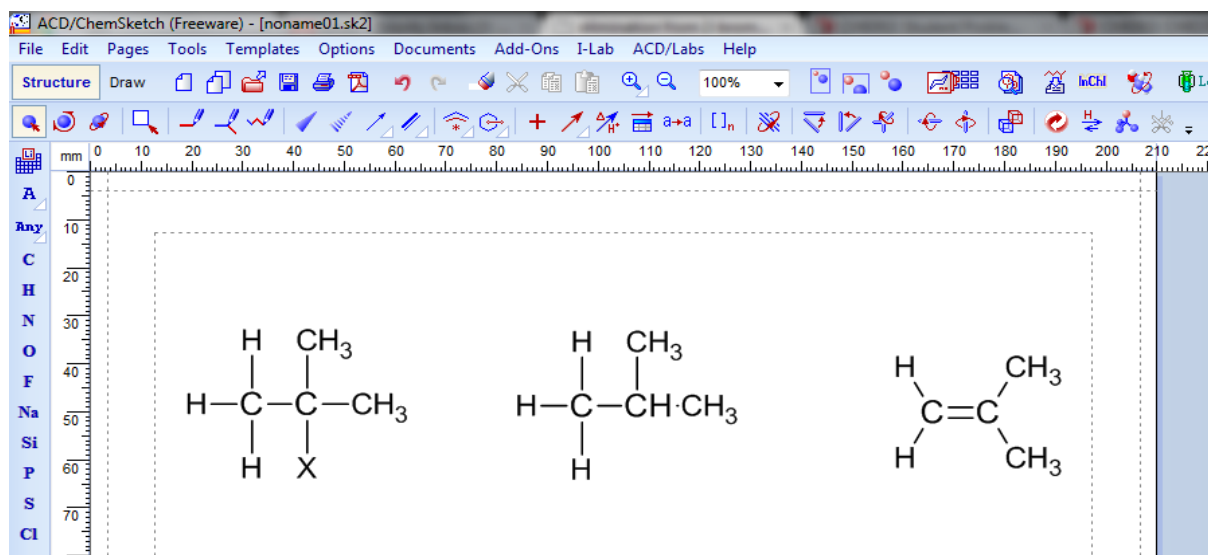 ACD/ChemSketch (Freeware) - [noname01.sk2]
File Edit Pages Tools Templates Options Documents Add-Ons I-Lab ACD/Labs Help
Structure Draw 100% InChI
* + H+ a→a []n H
Li mm 0 10 20 30 40 50 60 70 80 90 100 110 120 130 140 150 160 170 180 190 200 210
A 0
Any 10
C
H 20
N 30
O
F 40
Na 50
Si
P 60
S
Cl 70
H CH3
H-C-C-CH3
H X
H CH3
H-C-CH·CH3
H
H CH3
C=C
H CH3